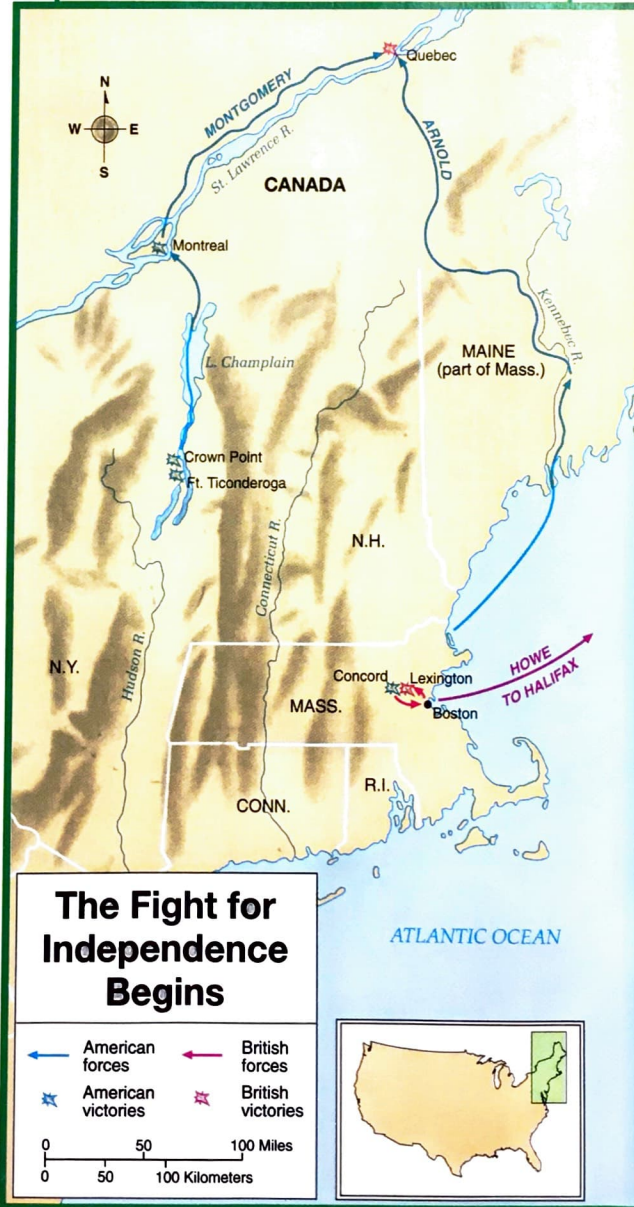 Quebec
N
W
E
S
MONTGOMERY
ARNOLD
St. Lawrence R.
CANADA
Montreal
Kennebec R.
L. Champlain
MAINE
(part of Mass.)
Crown Point
Ft. Ticonderoga
Connecticut R.
N.H.
Hudson R.
N.Y.
HOWE
TO HALIFAX
Concord
Lexington
MASS.
Boston
R.I.
CONN.
The Fight for
Independence
Begins
ATLANTIC OCEAN
American
forces
British
forces
American
victories
British
victories
0 50 100 Miles
0 50 100 Kilometers